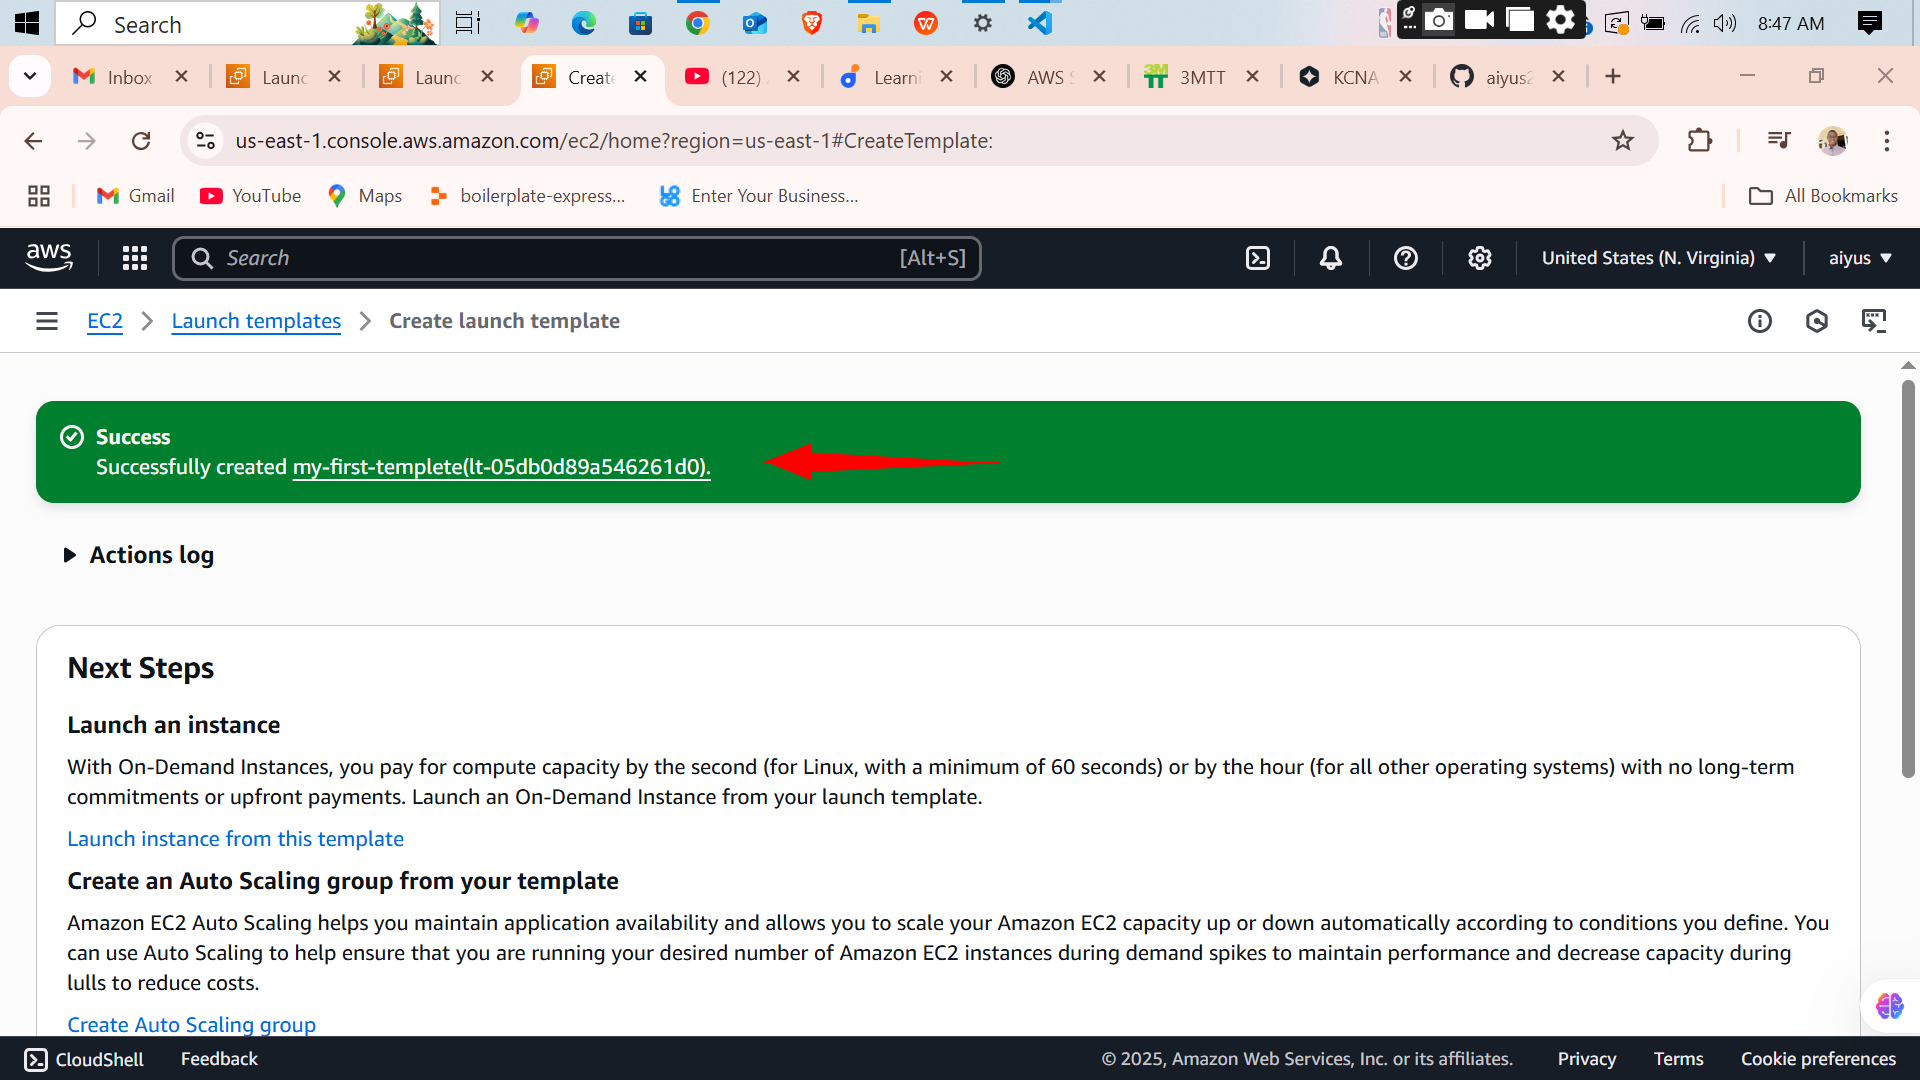 Search
8:47 AM
Inbox
Launc
Launc
Create
(122)
Learni
AWS S
3MTT
KCNA
aiyus2
us-east-1.console.aws.amazon.com/ec2/home?region=us-east-1#CreateTemplate:
Gmail
YouTube
Maps
boilerplate-express...
Enter Your Business...
All Bookmarks
aws
Search
[Alt+S]
United States (N. Virginia)
aiyus
EC2
Launch templates
Create launch template
Success
Successfully created my-first-templete(lt-05db0d89a546261d0).
Actions log
Next Steps
Launch an instance
With On-Demand Instances, you pay for compute capacity by the second (for Linux, with a minimum of 60 seconds) or by the hour (for all other operating systems) with no long-term
commitments or upfront payments. Launch an On-Demand Instance from your launch template.
Launch instance from this template
Create an Auto Scaling group from your template
Amazon EC2 Auto Scaling helps you maintain application availability and allows you to scale your Amazon EC2 capacity up or down automatically according to conditions you define. You
can use Auto Scaling to help ensure that you are running your desired number of Amazon EC2 instances during demand spikes to maintain performance and decrease capacity during
lulls to reduce costs.
Create Auto Scaling group
CloudShell
Feedback
© 2025, Amazon Web Services, Inc. or its affiliates.
Privacy
Terms
Cookie preferences